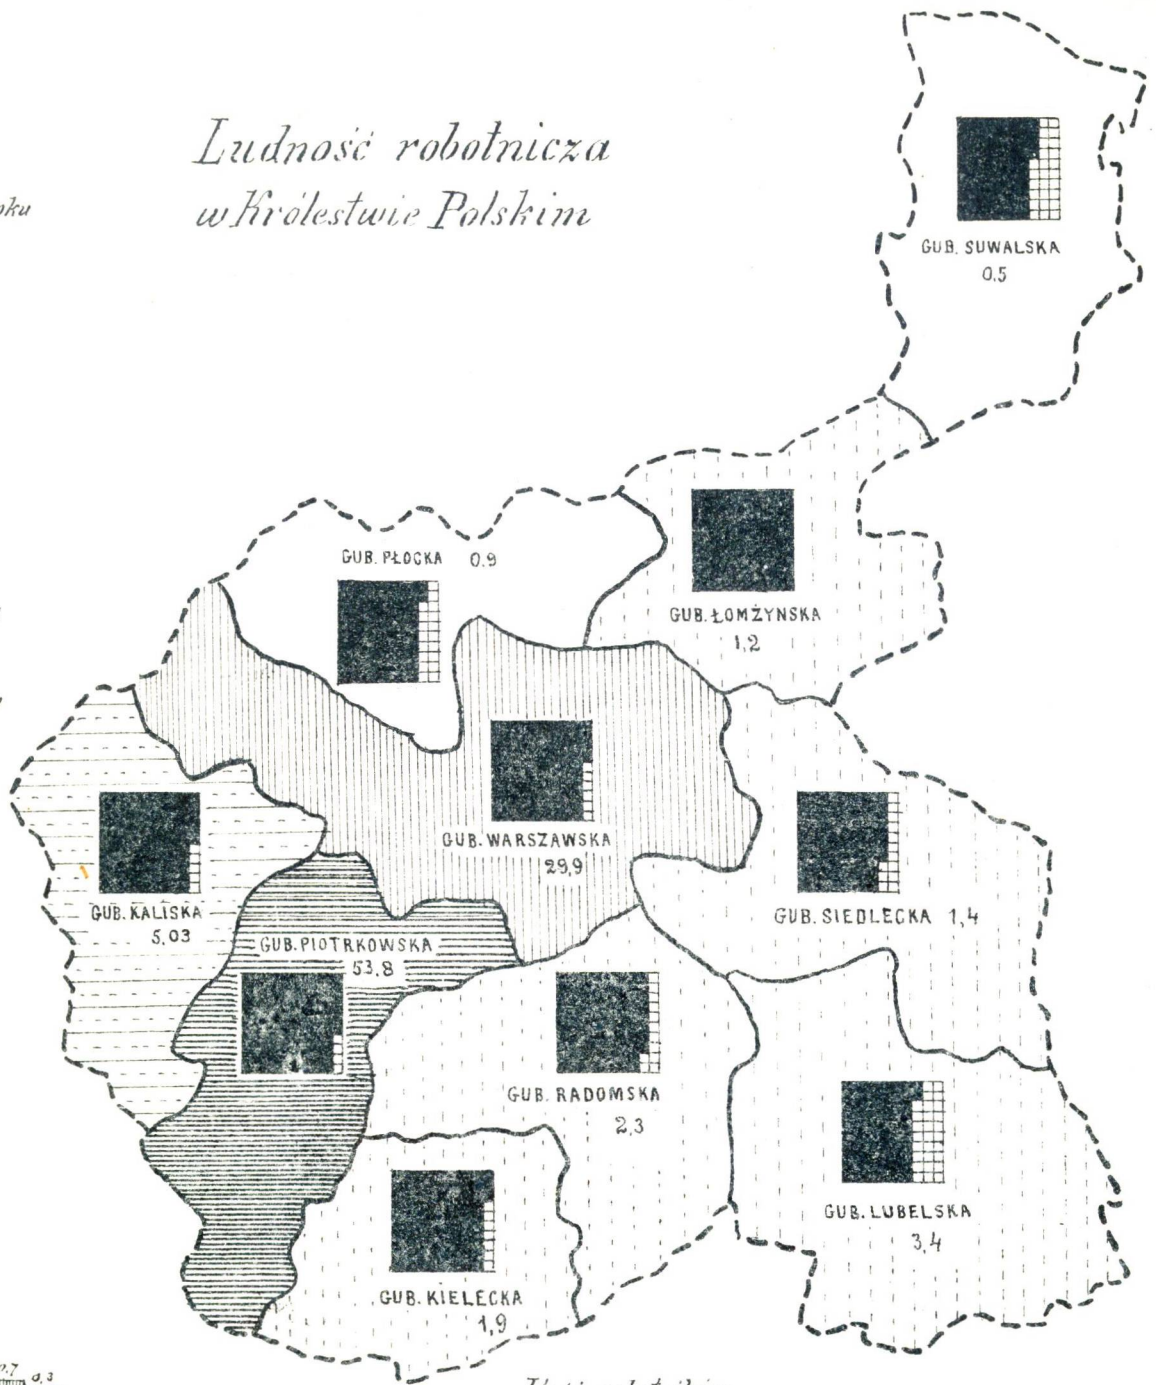 Ludność robotnicza
w Królestwie Polskim
GUB. SUWALSKA
0,5
GUB. PŁOCKA 0.9
GUB. ŁOMŻYNSKA
1,2
GUB. WARSZAWSKA
29,9
GUB. KALISKA
5,03
GUB. PIOTRKOWSKA
53,8
GUB. SIEDLECKA 1,4
GUB. RADOMSKA
2,3
GUB. LUBELSKA
3,4
GUB. KIELECKA
1,9
0,3